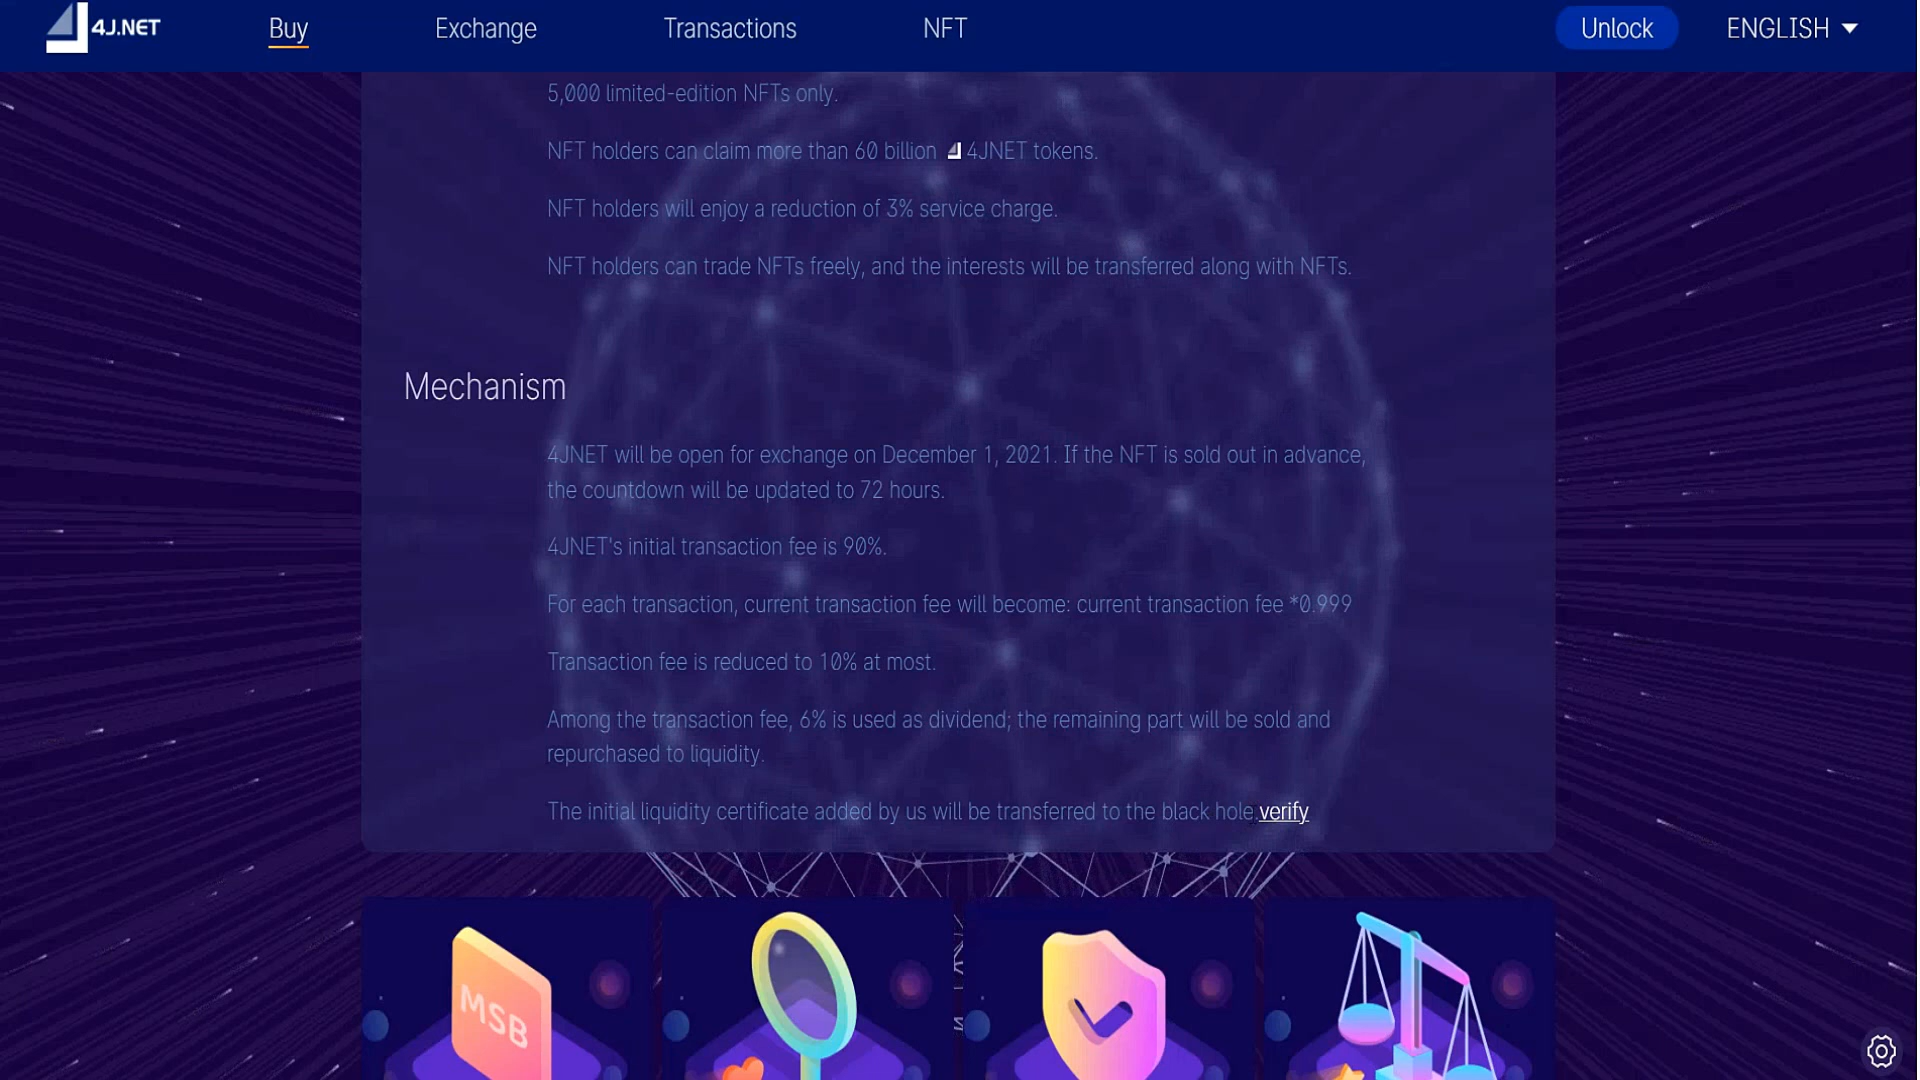 4J.NET
Buy
Exchange
Transactions
NFT
Unlock
ENGLISH
5,000 limited-edition NFTs only.
NFT holders can claim more than 60 billion 4JNET tokens.
NFT holders will enjoy a reduction of 3% service charge.
NFT holders can trade NFTs freely, and the interests will be transferred along with NFTs.
Mechanism
4JNET will be open for exchange on December 1, 2021. If the NFT is sold out in advance,
the countdown will be updated to 72 hours.
4JNET's initial transaction fee is 90%.
For each transaction, current transaction fee will become: current transaction fee *0.999
Transaction fee is reduced to 10% at most.
Among the transaction fee, 6% is used as dividend; the remaining part will be sold and
repurchased to liquidity.
The initial liquidity certificate added by us will be transferred to the black hole.verify
MSB